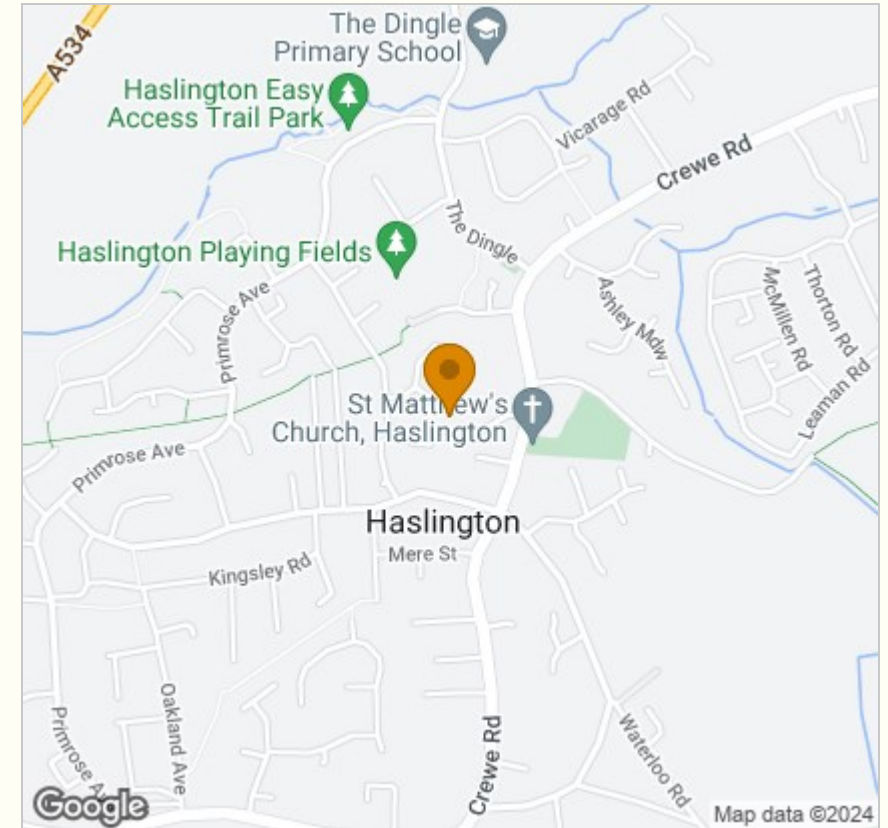 The Dingle
Primary School
A534
Haslington Easy
Access Trail Park
Vicarage Rd
Crewe Rd
The Dingle
Haslington Playing Fields
Primrose Ave
Ashley Mdw
McMillen Rd
Thorton Rd
Leaman Rd
St Matthew's
Church, Haslington
Primrose Ave
Haslington
Mere St
Kingsley Rd
Oakland Ave
Primrose A
Crewe Rd
Waterloo Rd
Google
Map data ©2024